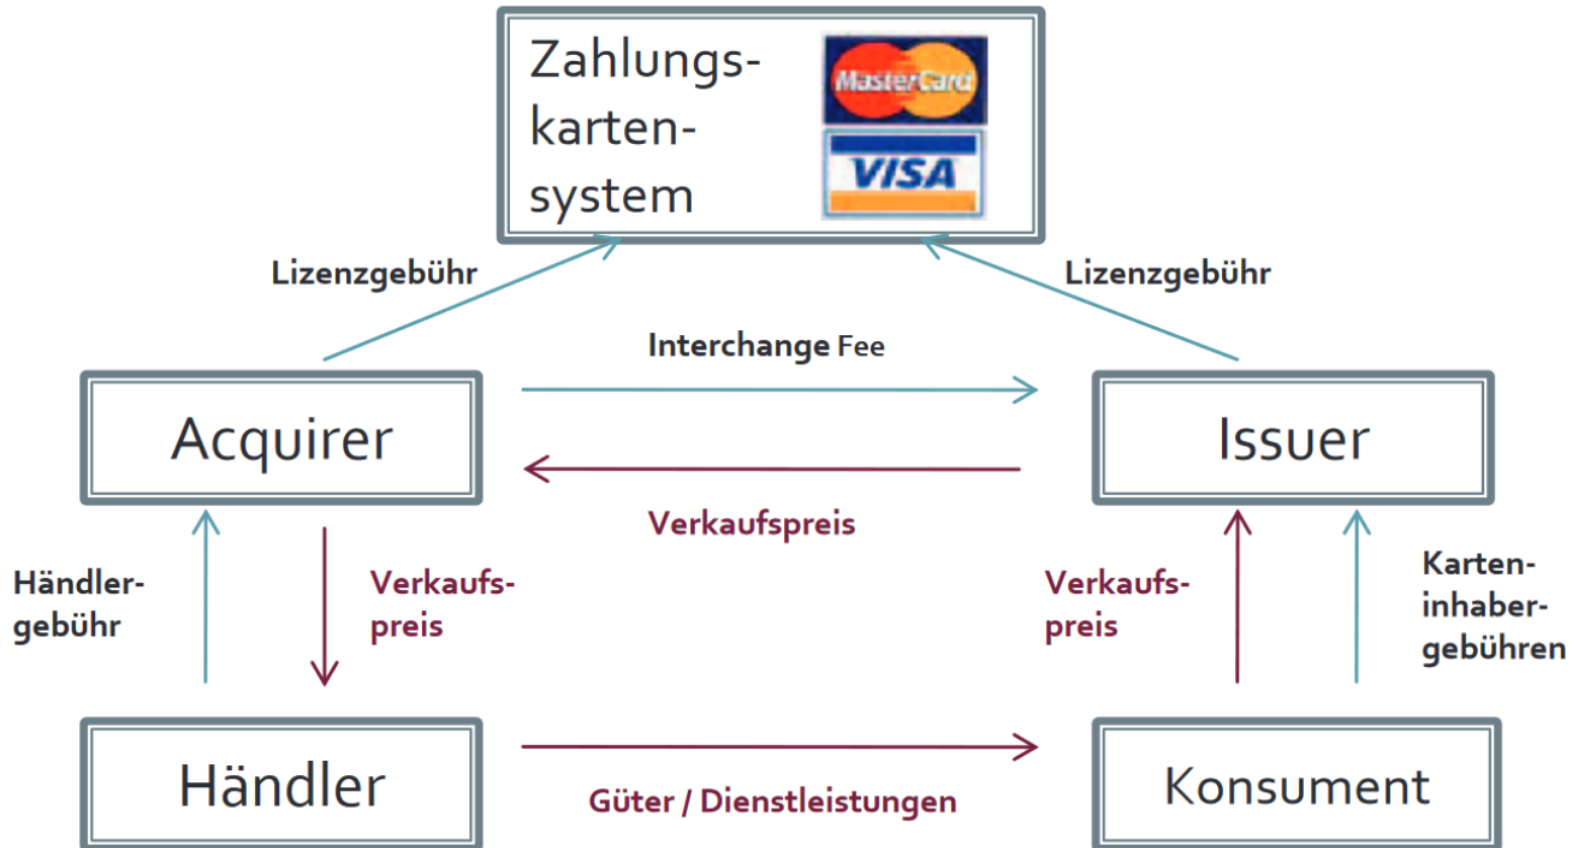 Zahlungs-
karten-
system
MasterCard
VISA
Lizenzgebühr
Lizenzgebühr
Interchange Fee
Acquirer
Issuer
Verkaufspreis
Händler-
gebühr
Verkaufs-
preis
Verkaufs-
preis
Karten-
inhaber-
gebühren
Händler
Güter / Dienstleistungen
Konsument